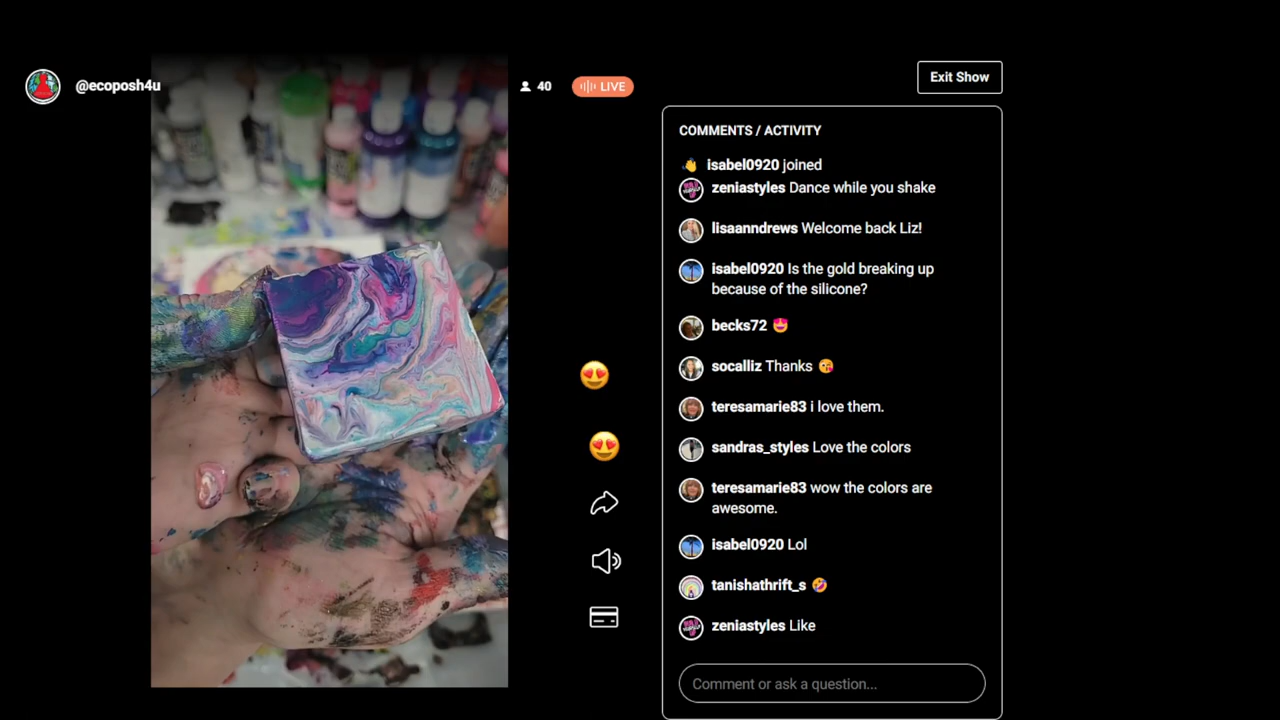 @ecoposh4u
40
LIVE
Exit Show
COMMENTS / ACTIVITY
isabel0920 joined
zeniastyles Dance while you shake
lisaanndrews Welcome back Liz!
isabel0920 Is the gold breaking up
because of the silicone?
becks72 😍
socalliz Thanks 😘
teresamarie83 i love them.
sandras_styles Love the colors
teresamarie83 wow the colors are
awesome.
isabel0920 Lol
tanishathrift_s 🤣
zeniastyles Like
Comment or ask a question...